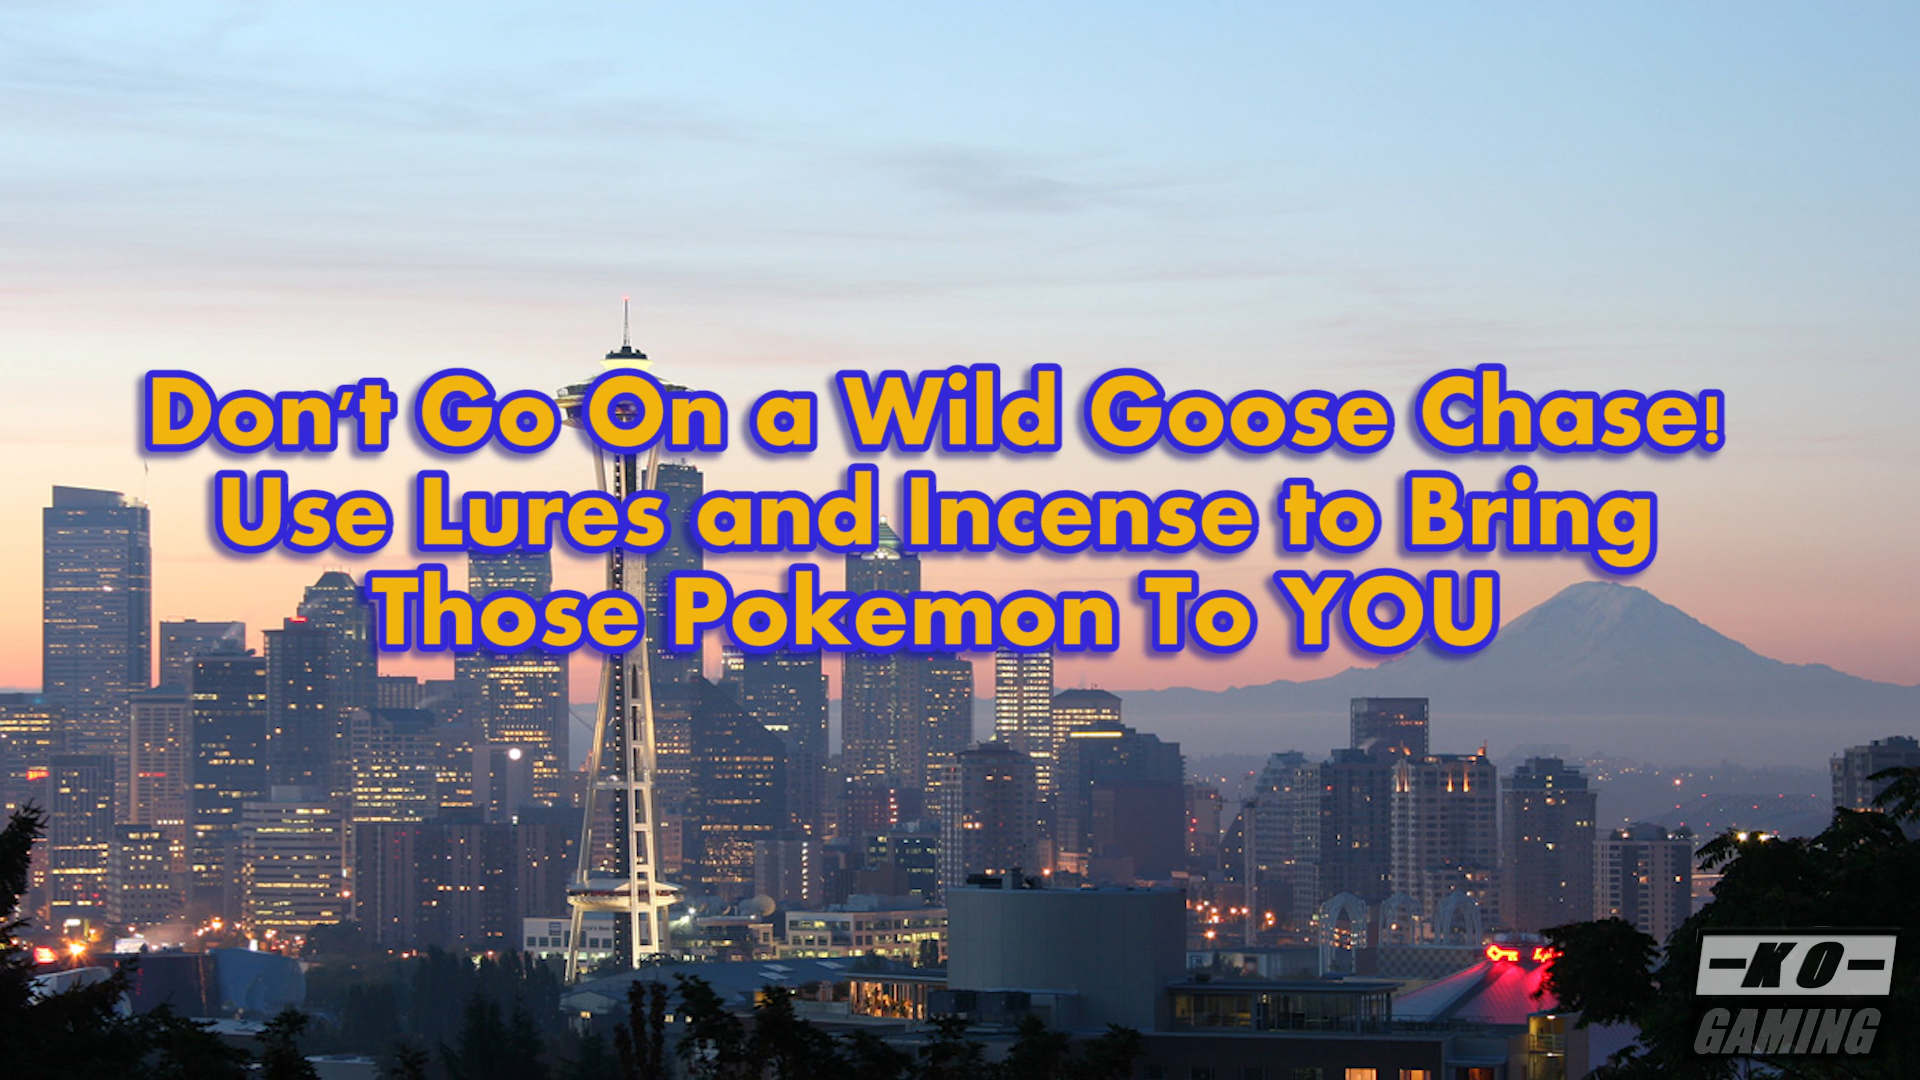 Don't Go On a Wild Goose Chase!
Use Lures and Incense to Bring
Those Pokemon To YOU
-KO-
GAMING